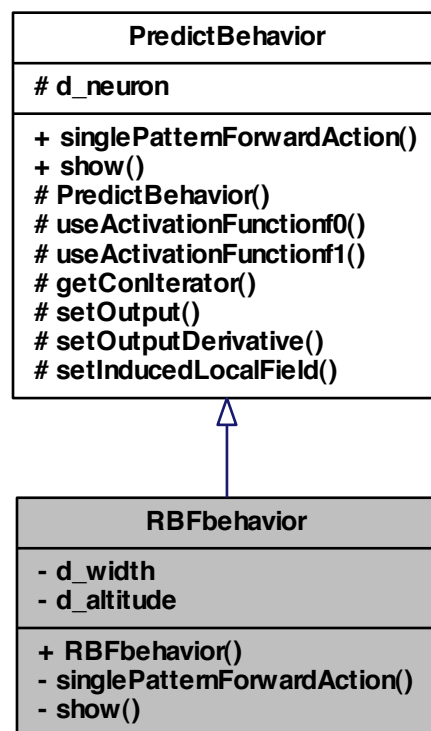 PredictBehavior
# d_neuron
+ singlePatternForwardAction()
+ show()
# PredictBehavior()
# useActivationFunctionf0()
# useActivationFunctionf1()
# getConIterator()
# setOutput()
# setOutputDerivative()
# setInducedLocalField()
RBFbehavior
- d_width
- d_altitude
+ RBFbehavior()
- singlePatternForwardAction()
- show()